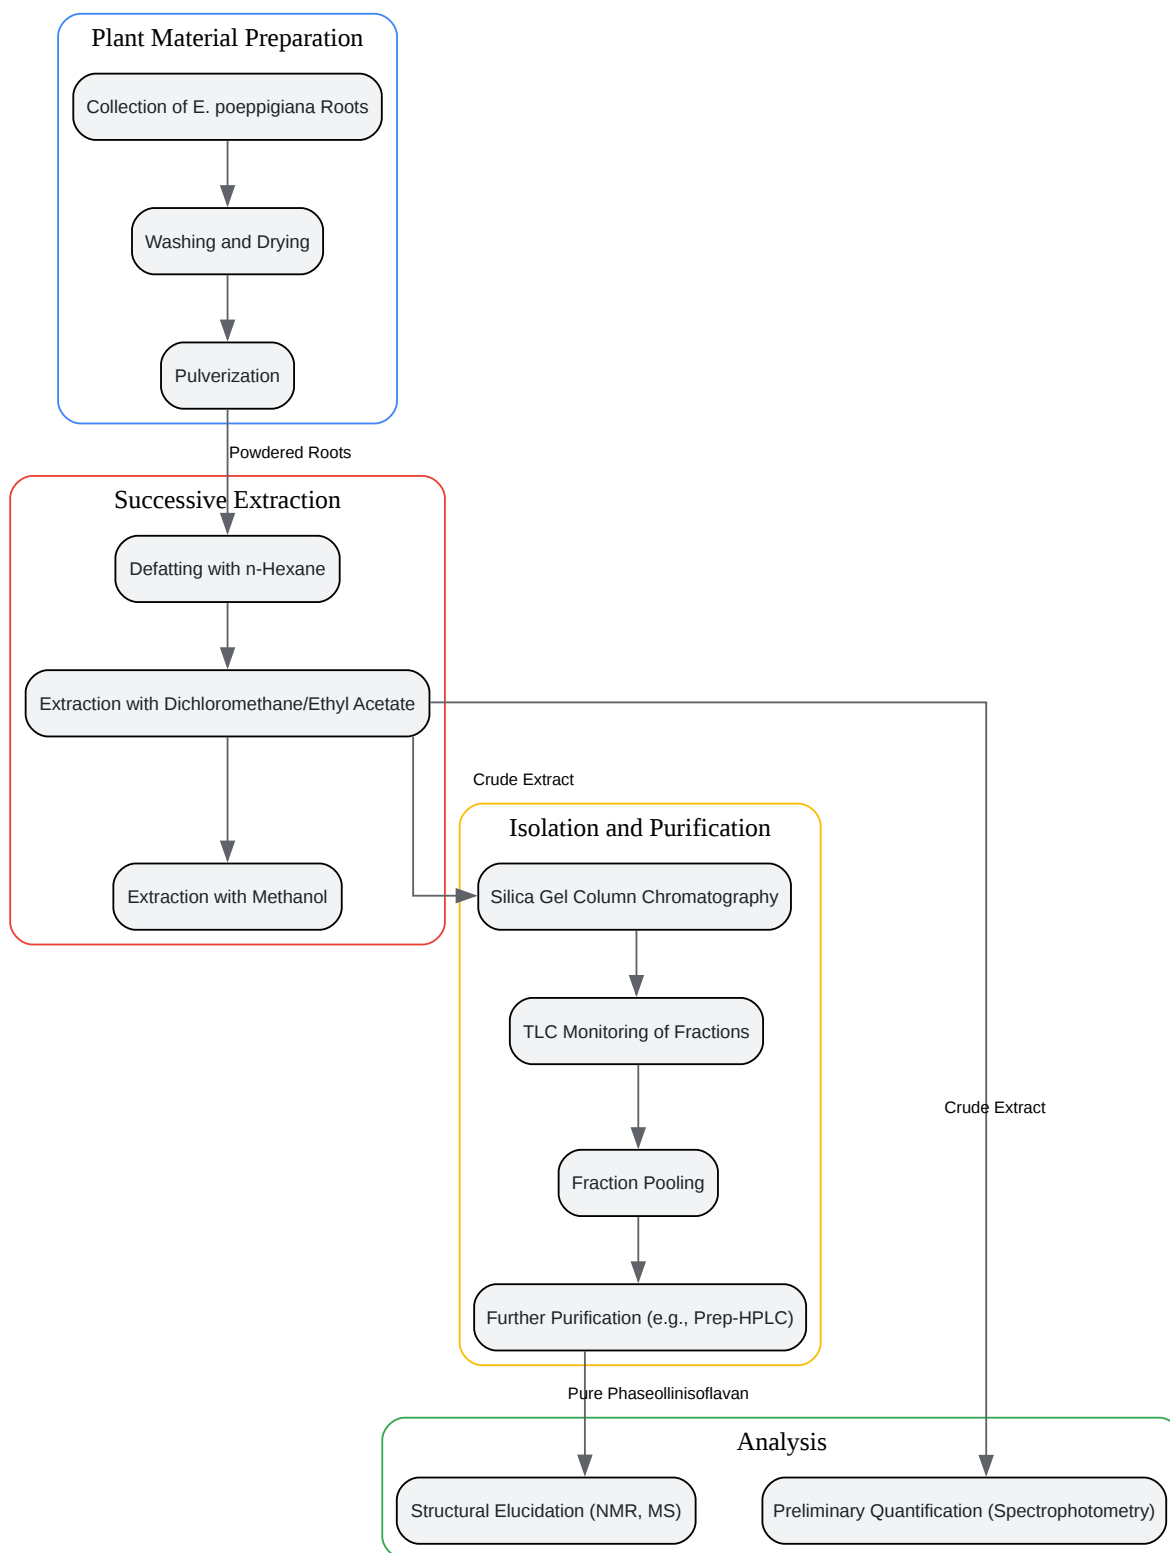 Plant Material Preparation
Collection of E. poeppigiana Roots
Washing and Drying
Pulverization
Powdered Roots
Successive Extraction
Defatting with n-Hexane
Extraction with Dichloromethane/Ethyl Acetate
Crude Extract
Isolation and Purification
Extraction with Methanol
Silica Gel Column Chromatography
TLC Monitoring of Fractions
Crude Extract
Fraction Pooling
Further Purification (e.g., Prep-HPLC)
Pure Phaseollinisoflavan
Analysis
Structural Elucidation (NMR, MS)
Preliminary Quantification (Spectrophotometry)